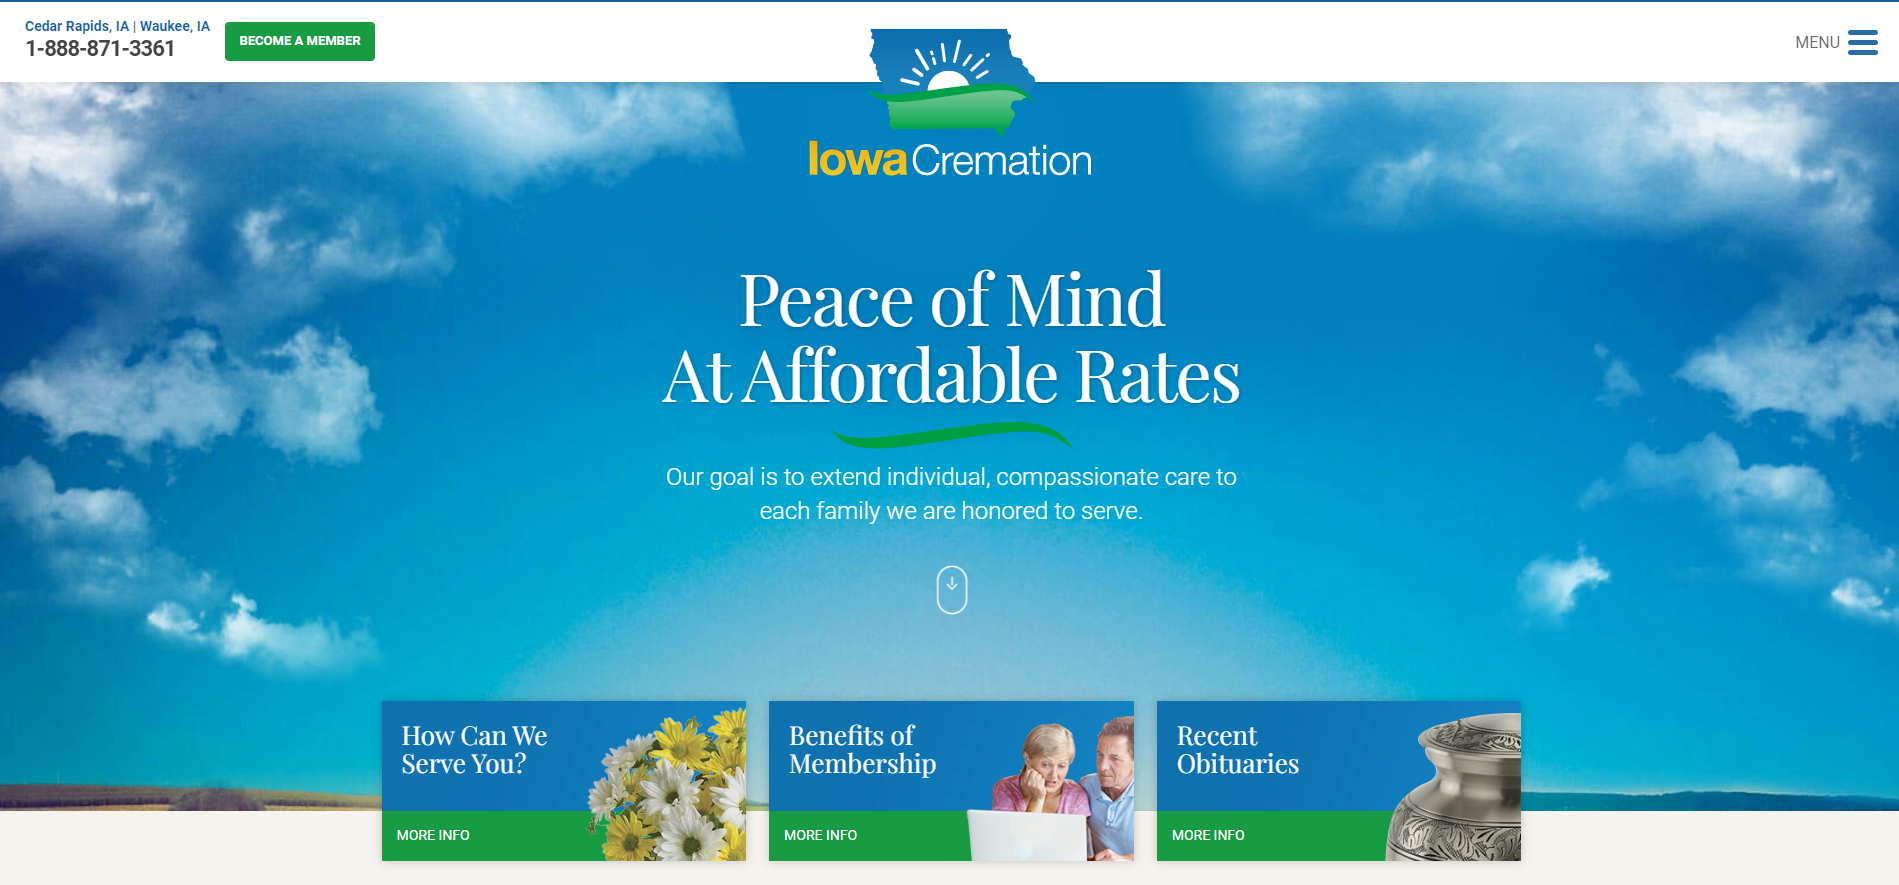 Cedar Rapids, IA | Waukee, IA
1-888-871-3361
BECOME A MEMBER
MENU
Iowa Cremation
Peace of Mind
At Affordable Rates
Our goal is to extend individual, compassionate care to
each family we are honored to serve.
How Can We
Serve You?
MORE INFO
Benefits of
Membership
MORE INFO
Recent
Obituaries
MORE INFO